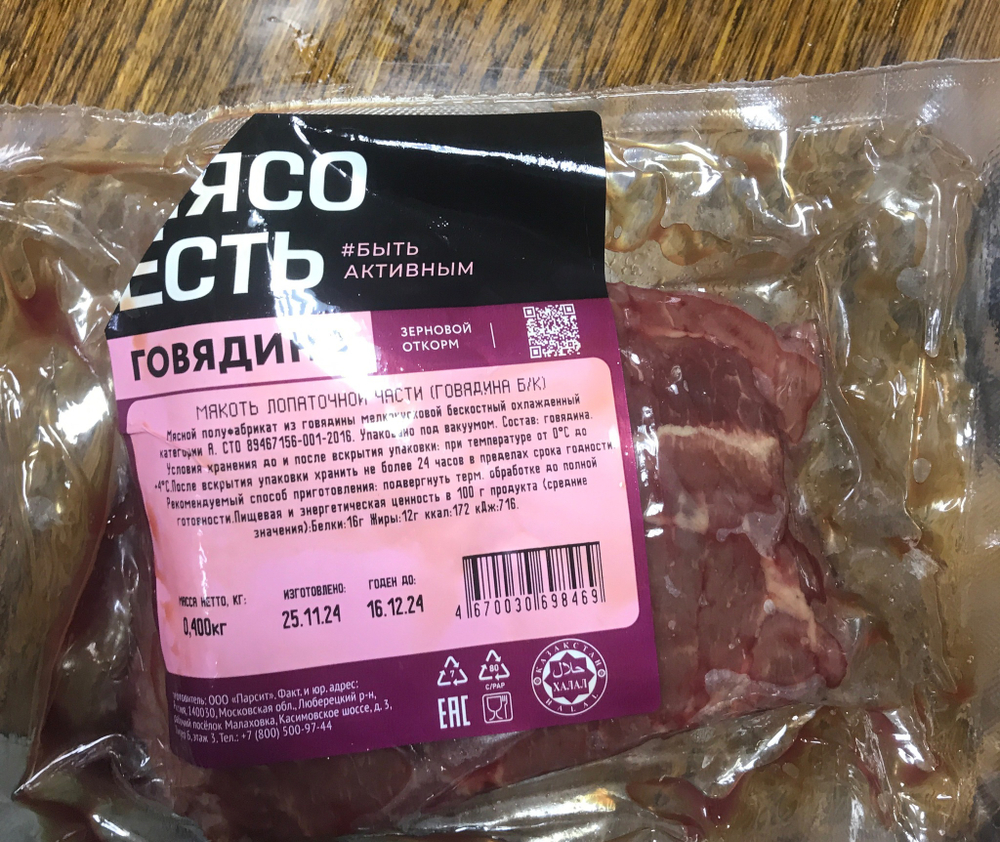 ЯСО
ЕСТЬ
#БЫТЬ
АКТИВНЫМ
ГОВЯДИН
ЗЕРНОВОЙ
ОТКОРМ
МЯКОТЬ ЛОПАТОЧНОЙ ЧАСТИ (ГОВЯДИНА Б/К)
Мясной полуфабрикат из говядины мелкокусковой бескостный охлажденный
категории А. СТО 89467156-001-2016. Упаковано под вакуумом. Состав: говядина.
Условия хранения до и после вскрытия упаковки: при температуре от 0°С до
+4°С.После вскрытия упаковки хранить не более 24 часов в пределах срока годности.
Рекомендуемый способ приготовления: подвергнуть терм. обработке до полной
готовности.Пищевая и энергетическая ценность в 100 г продукта (средние
значения):Белки:16г Жиры:12г ккал:172 кДж:716.
МАССА НЕТТО, КГ:
0,400кг
ИЗГОТОВЛЕНО:
25.11.24
ГОДЕН ДО:
16.12.24
4 670030 698469
7
80
C/PAP
EAC
КАЗАКСТАН
حلال
ХАЛАЛ
HALAL
готовитель: ООО «Парсит», Факт. и юр. адрес:
ссия, 140030, Московская обл., Люберецкий р-н,
рабочий посёлок Малаховка, Касимовское шоссе, д. 3,
Б, этаж 3, Тел.: +7 (800) 500-97-44